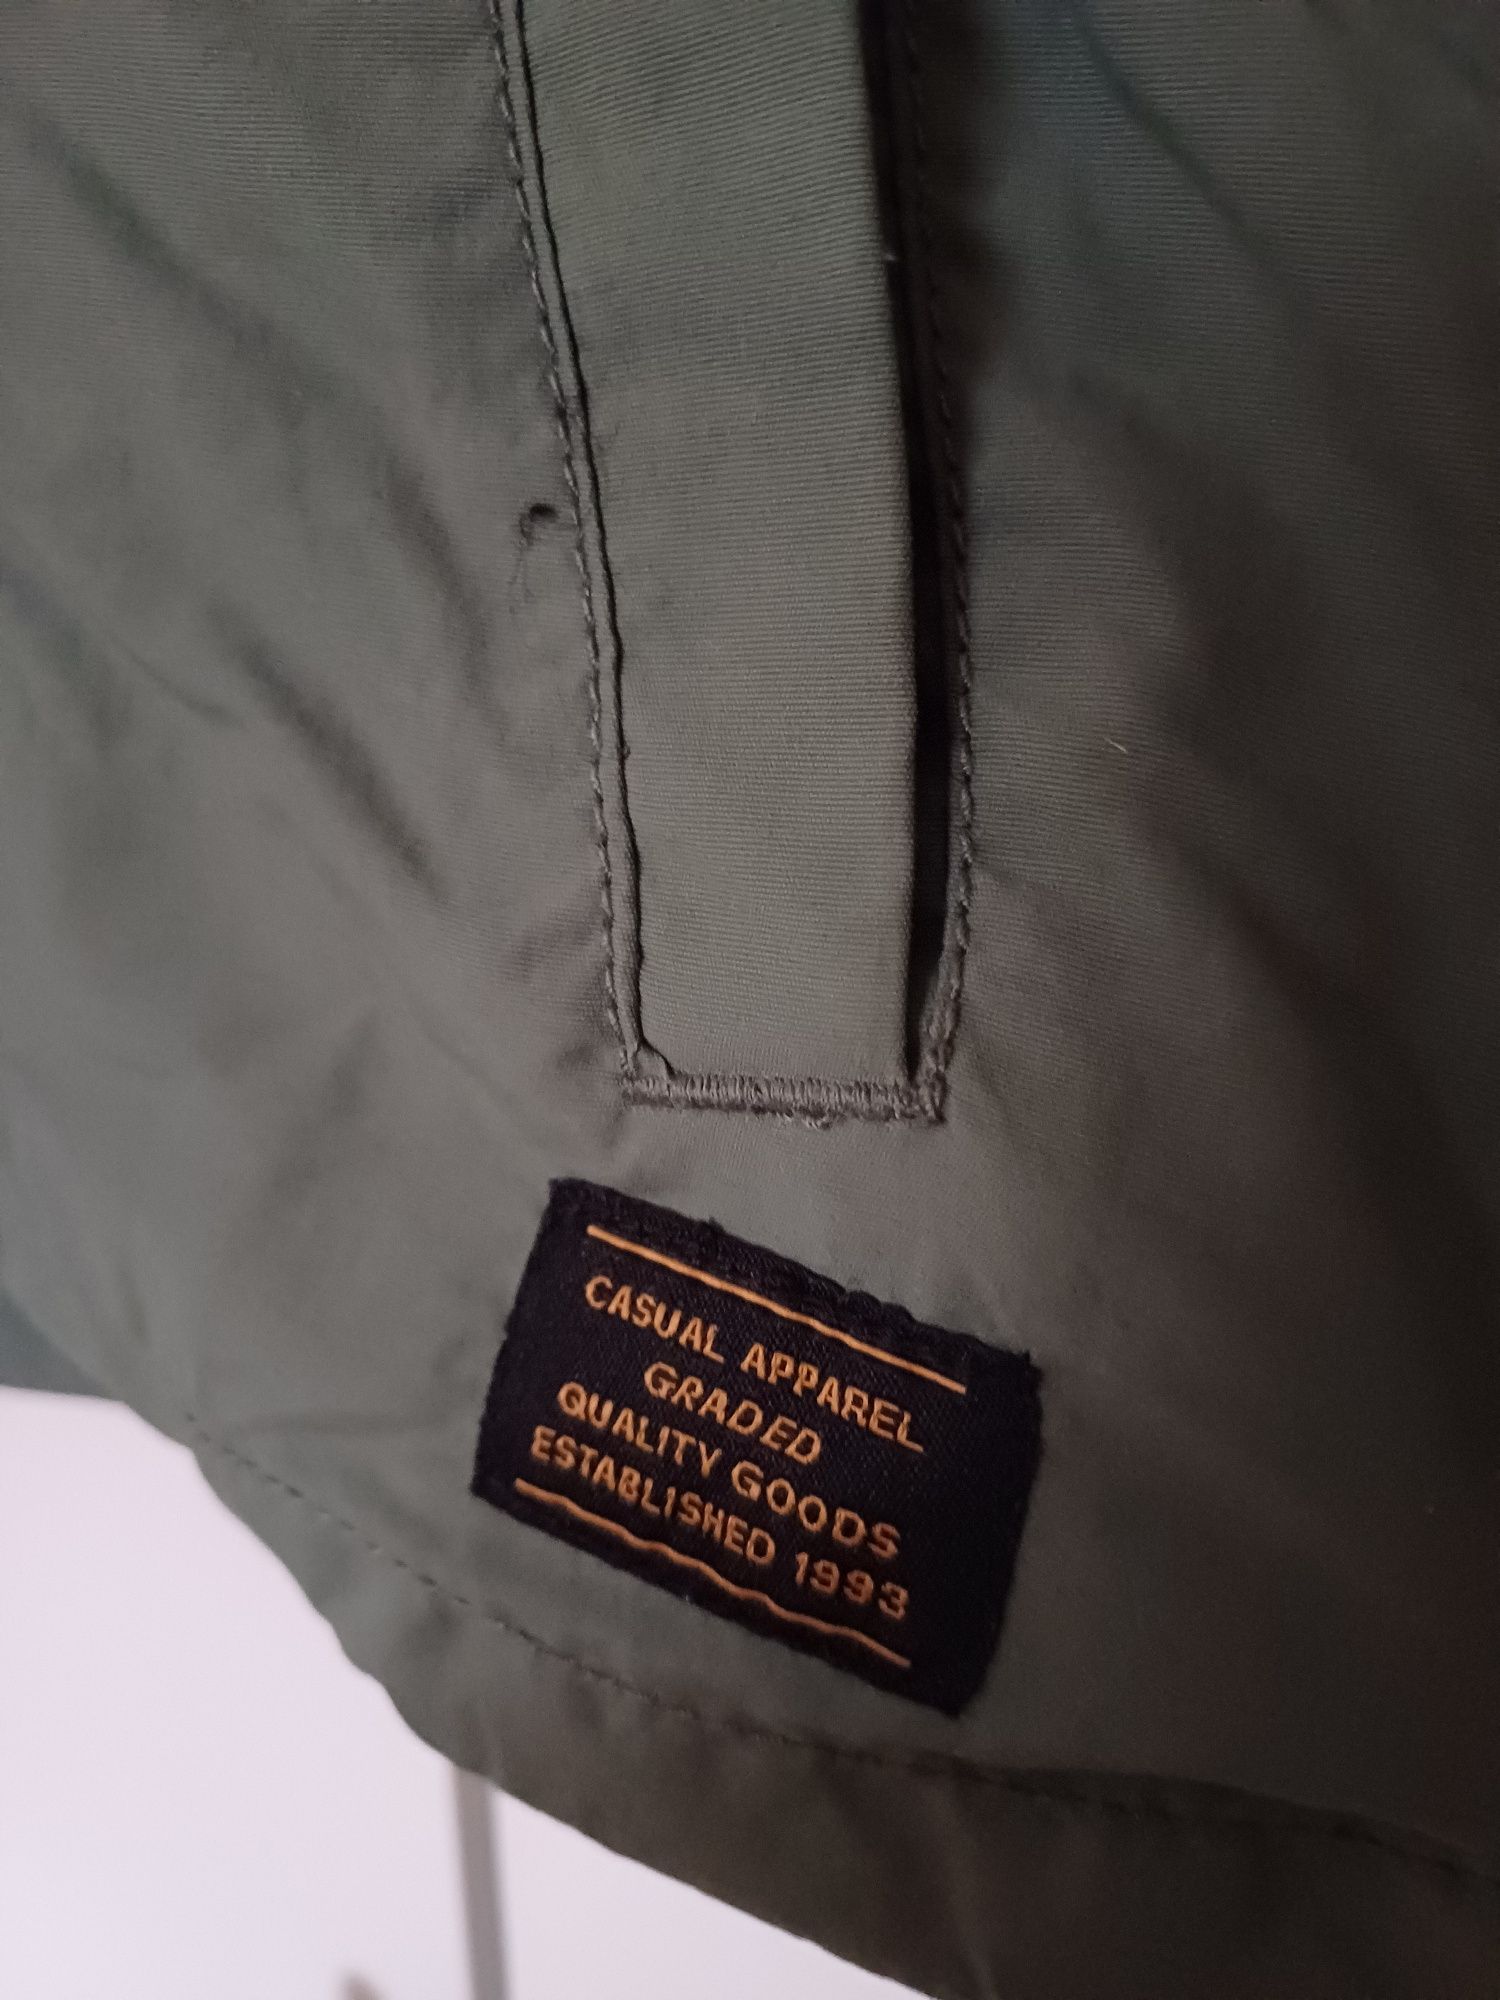 CASUAL APPAREL
GRADED
QUALITY GOODS
ESTABLISHED 1993